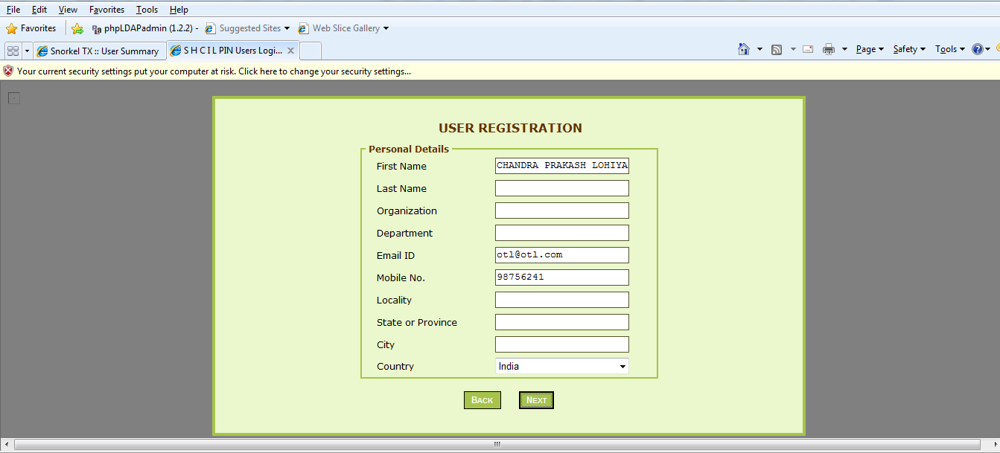 File Edit View Favorites Tools Help
Favorites phpLDAPadmin (1.2.2) - Suggested Sites Web Slice Gallery
Snorkel TX :: User Summary S H C I L PIN Users Logi... Page Safety Tools
Your current security settings put your computer at risk. Click here to change your security settings...
USER REGISTRATION
Personal Details
First Name CHANDRA PRAKASH LOHIYA
Last Name
Organization
Department
Email ID otl@otl.com
Mobile No. 98756241
Locality
State or Province
City
Country India
BACK NEXT